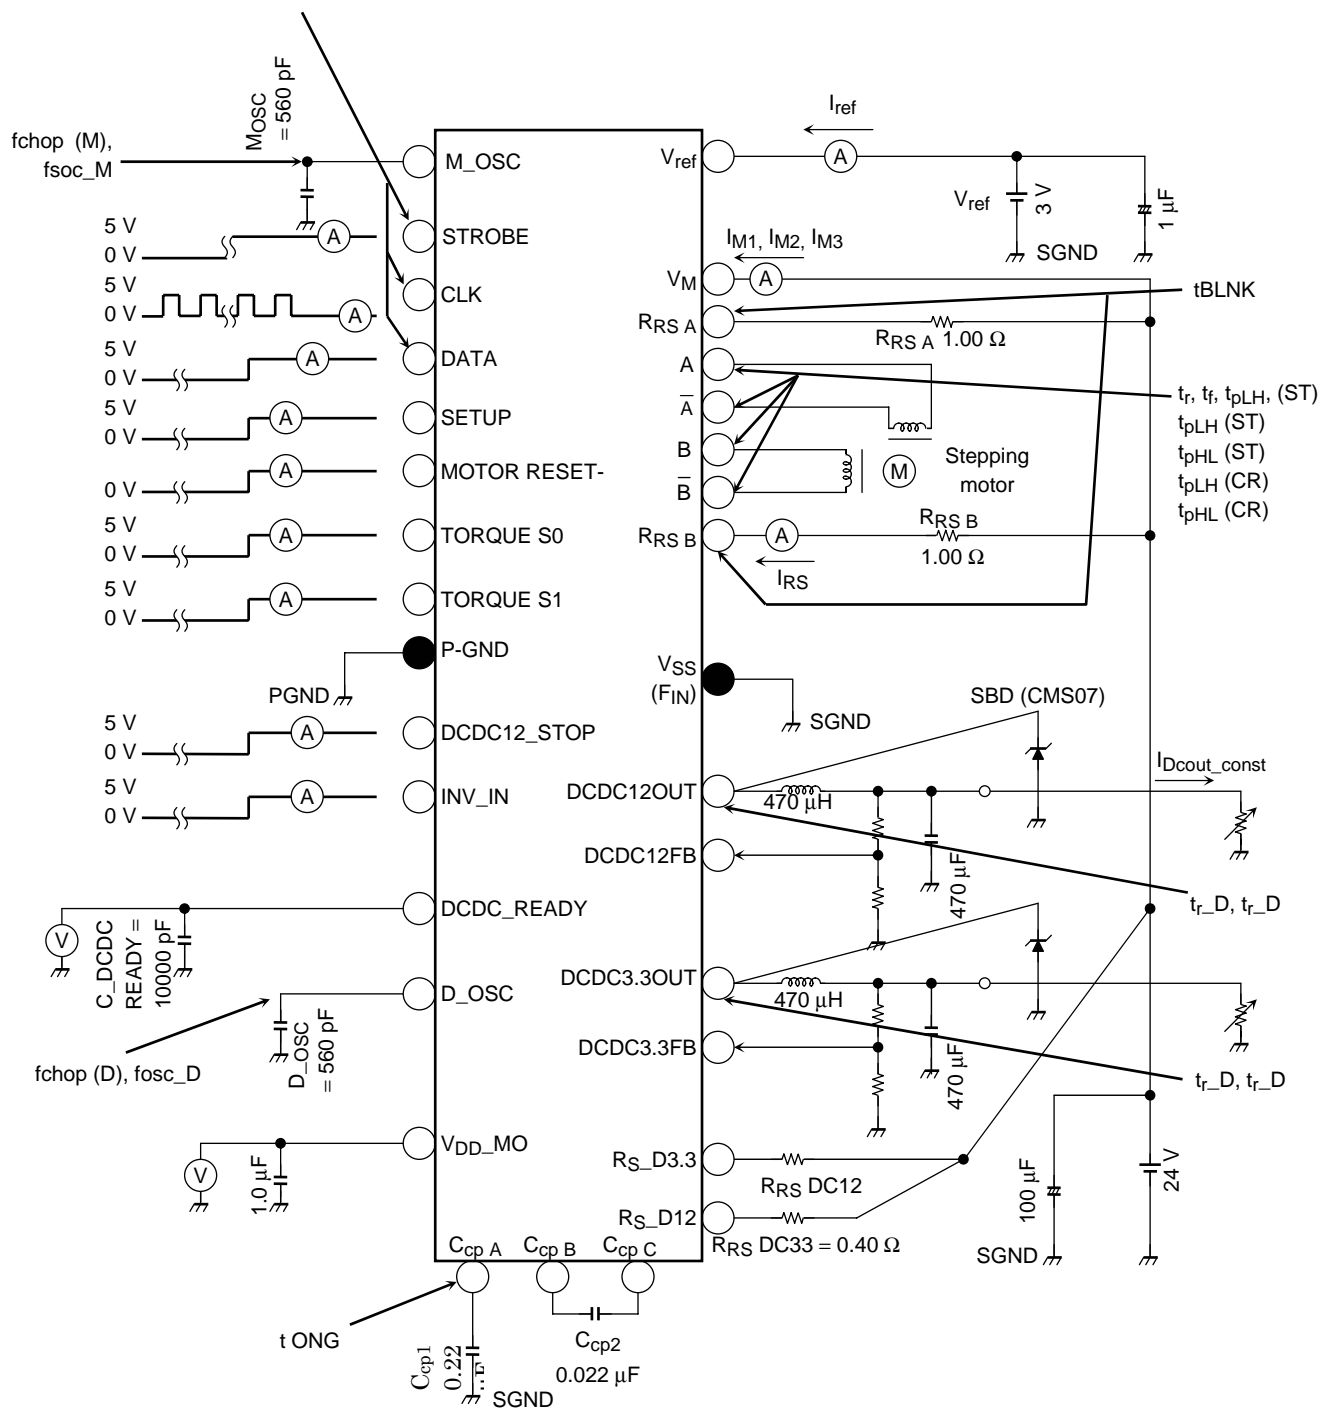 MOSC
= 560 pF
fchop (M),
fsoc_M
M_OSC
5 V
0 V
A
STROBE
5 V
0 V
A
CLK
5 V
0 V
A
DATA
5 V
0 V
A
SETUP
0 V
A
MOTOR RESET-
5 V
0 V
A
TORQUE S0
5 V
0 V
A
TORQUE S1
P-GND
PGND
5 V
0 V
A
DCDC12_STOP
5 V
0 V
A
INV_IN
DCDC_READY
V
C_DCDC
READY =
10000 pF
D_OSC
D_OSC
= 560 pF
fchop (D), fosc_D
VDD_MO
V
1.0 μF
Ccp A
Ccp B
Ccp C
t ONG
Ccp1
0.22
SGND
Ccp2
0.022 μF
Iref
Vref
A
Vref
3 V
1 μF
SGND
IM1, IM2, IM3
VM
A
tBLNK
RRS A
RRS A 1.00 Ω
A
A
B
B
M
Stepping
motor
tr, tf, tpLH, (ST)
tpLH (ST)
tpHL (ST)
tpLH (CR)
tpHL (CR)
RRS B
A
RRS B
1.00 Ω
IRS
VSS
(FIN)
SGND
SBD (CMS07)
IDcout_const
DCDC12OUT
470 μH
DCDC12FB
470 μF
tr_D, tr_D
DCDC3.3OUT
470 μH
DCDC3.3FB
470 μF
tr_D, tr_D
RS_D3.3
RRS DC12
RS_D12
RRS DC33 = 0.40 Ω
100 μF
24 V
SGND